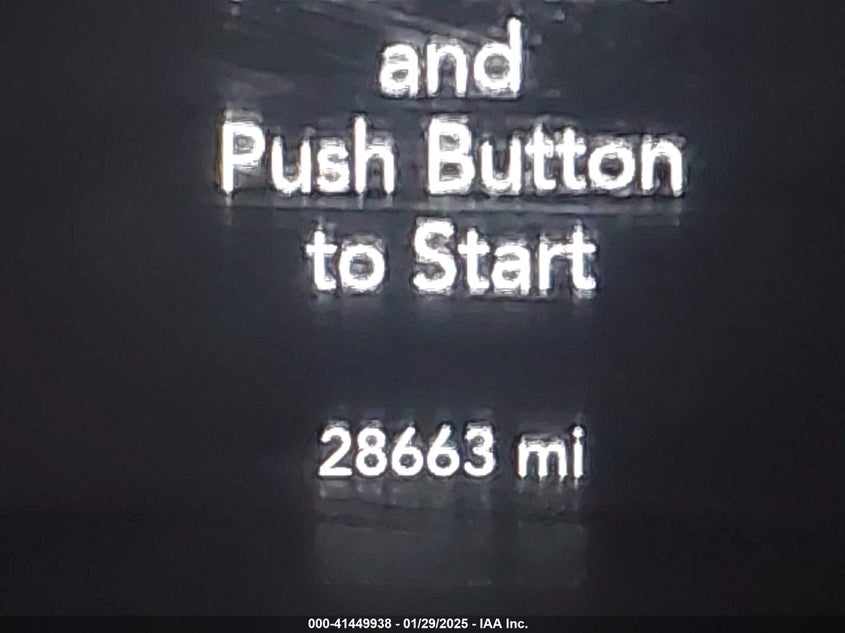 and
Push Button
to Start
28663 mi
000-41449938 - 01/29/2025 - IAA Inc.